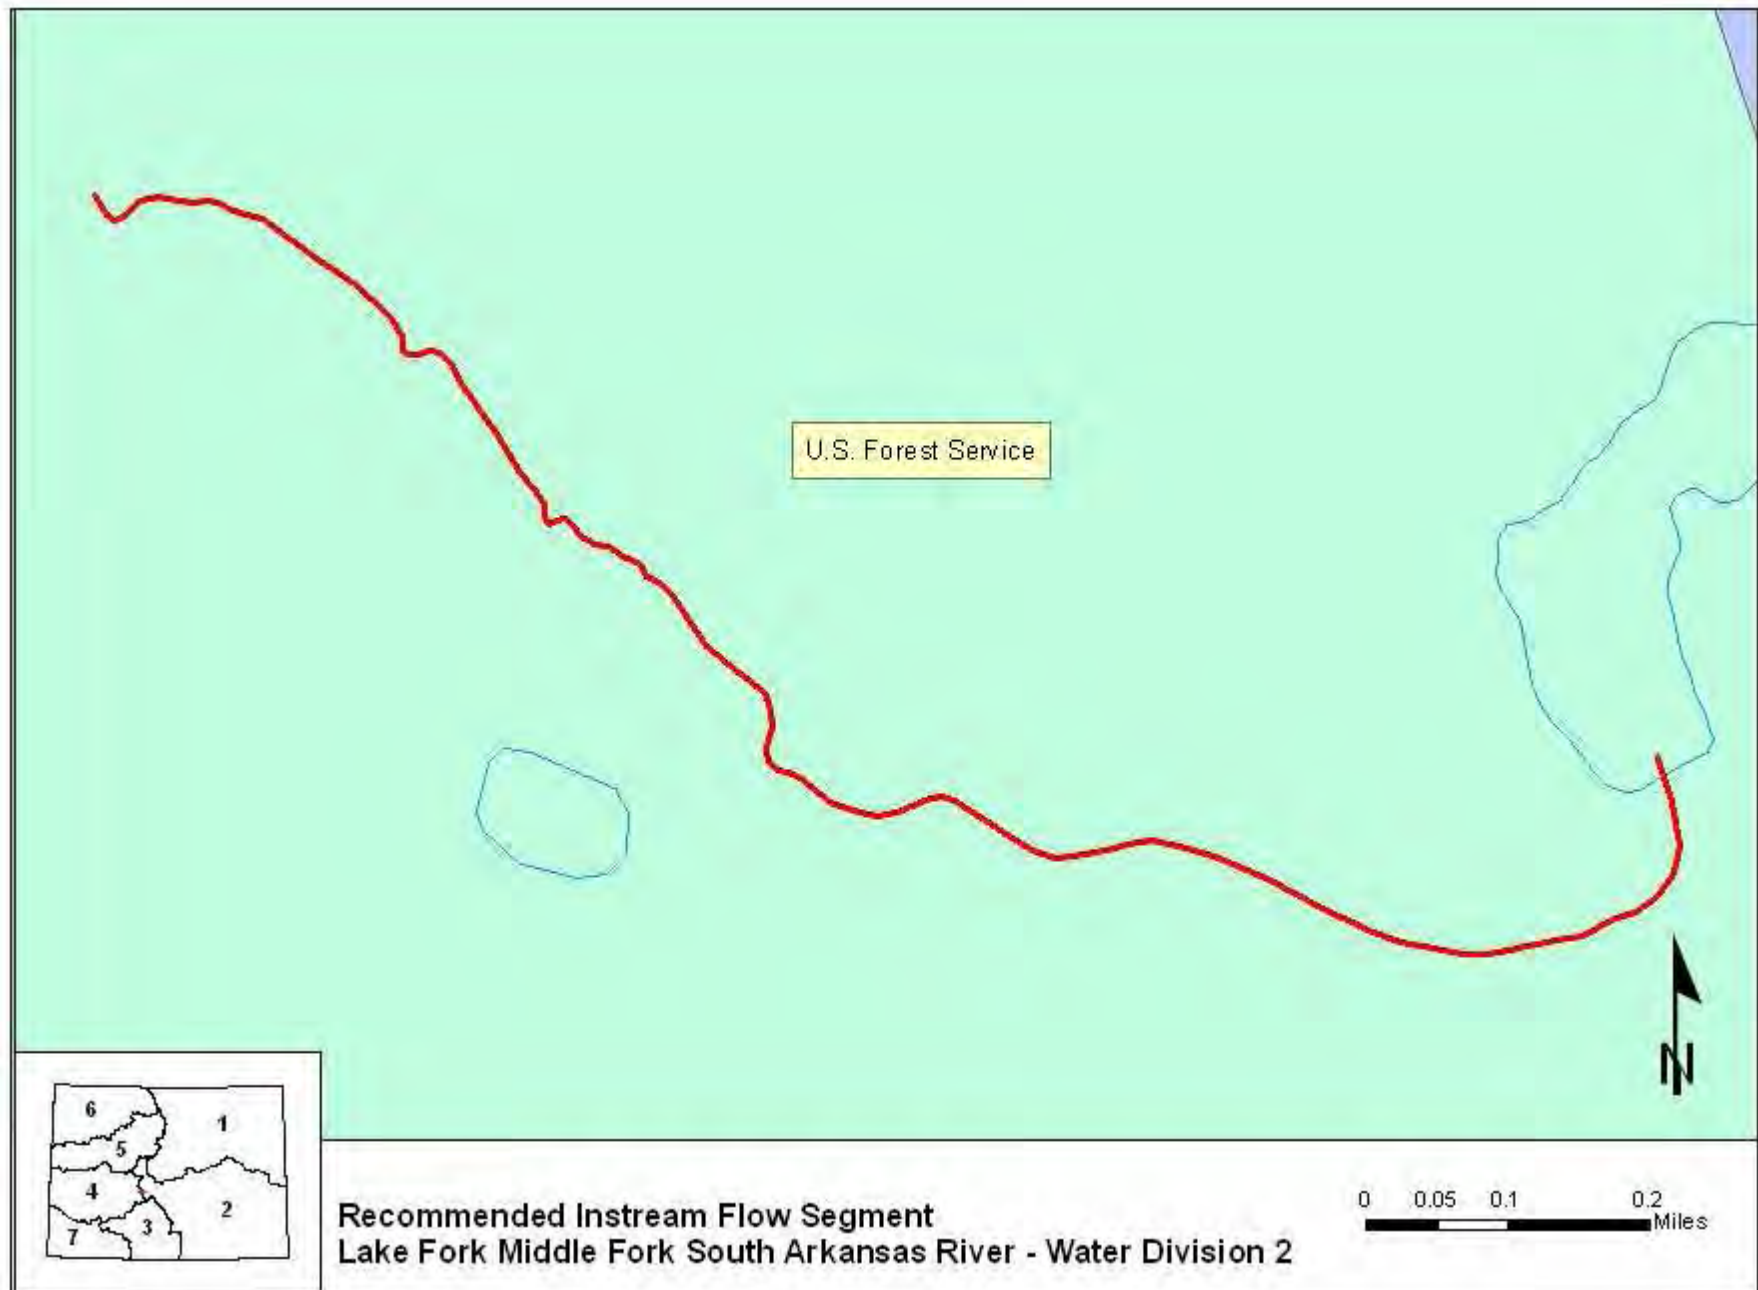 U.S. Forest Service
N
6
1
5
4
2
3
7
0 0.05 0.1 0.2
Miles
Recommended Instream Flow Segment
Lake Fork Middle Fork South Arkansas River - Water Division 2